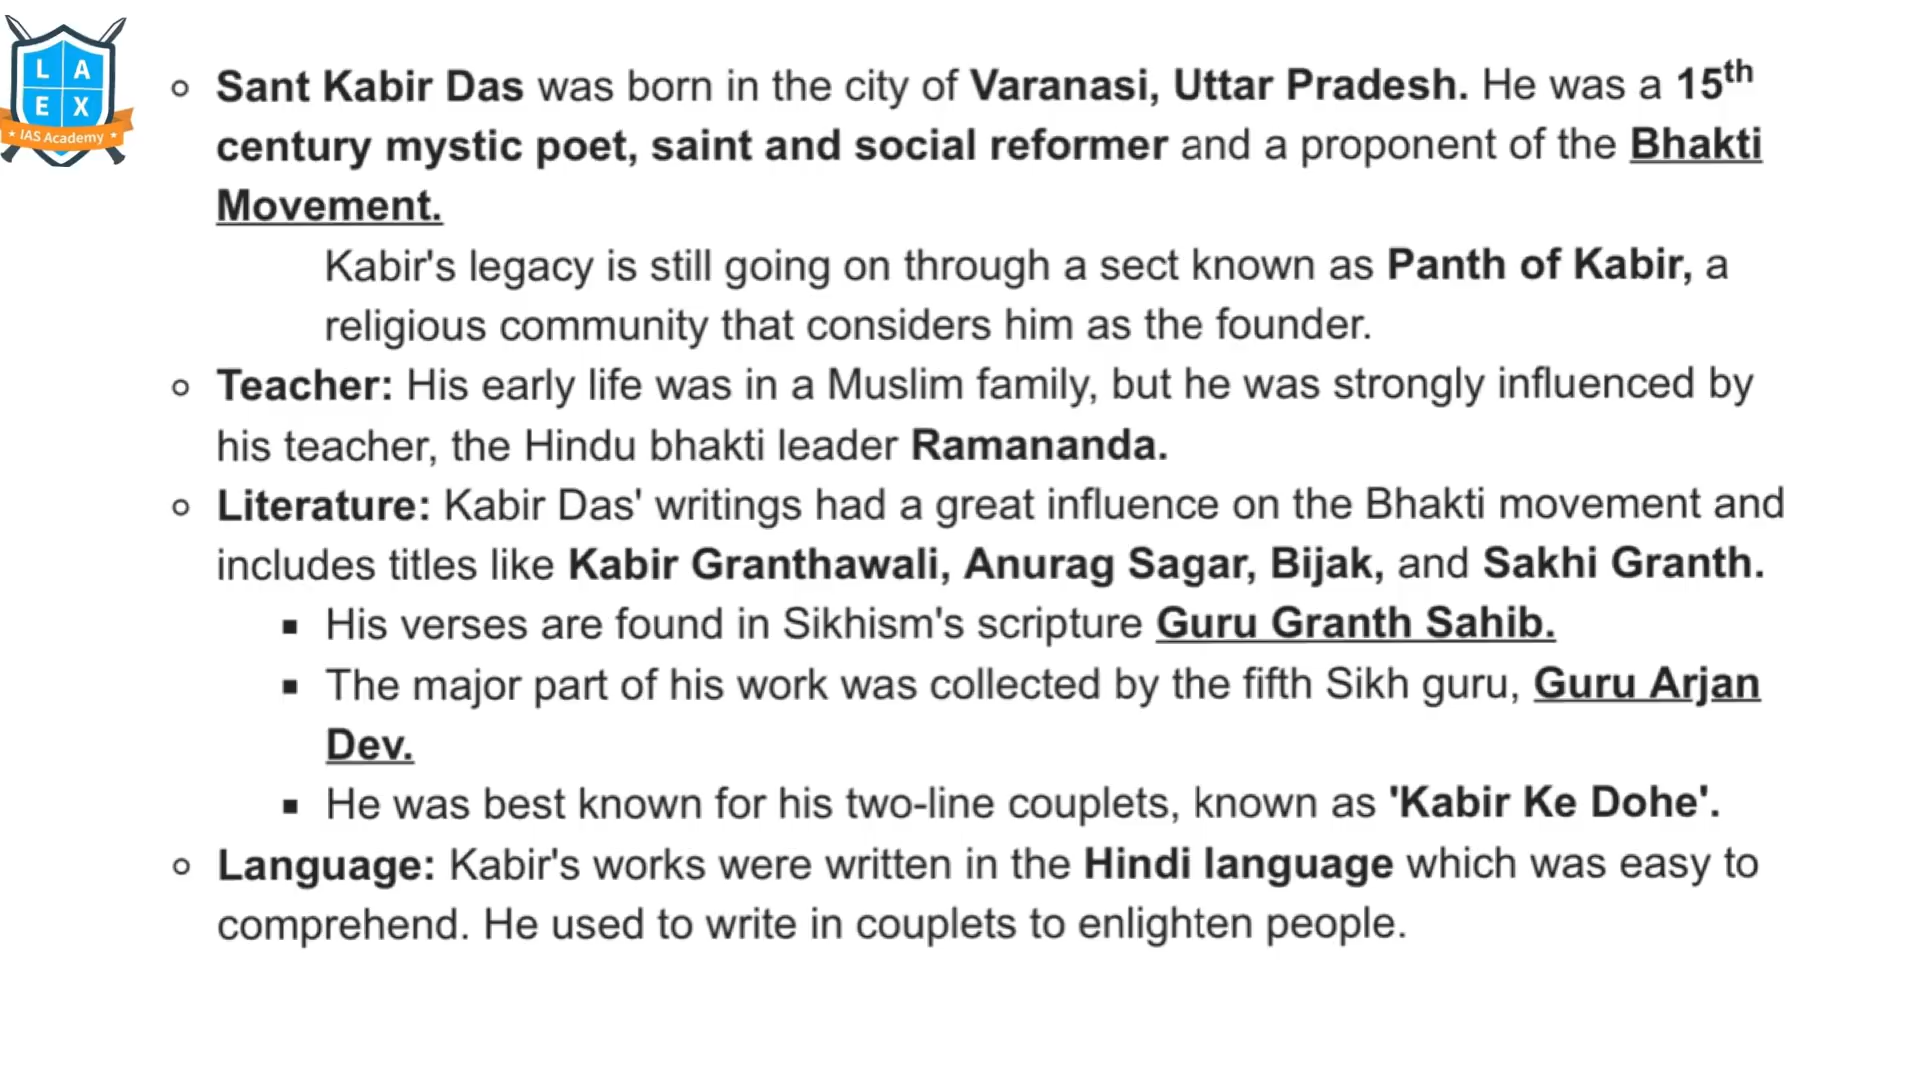 L A
E X
IAS Academy
Sant Kabir Das was born in the city of Varanasi, Uttar Pradesh. He was a 15th
century mystic poet, saint and social reformer and a proponent of the Bhakti
Movement.
Kabir's legacy is still going on through a sect known as Panth of Kabir, a
religious community that considers him as the founder.
Teacher: His early life was in a Muslim family, but he was strongly influenced by
his teacher, the Hindu bhakti leader Ramananda.
Literature: Kabir Das' writings had a great influence on the Bhakti movement and
includes titles like Kabir Granthawali, Anurag Sagar, Bijak, and Sakhi Granth.
His verses are found in Sikhism's scripture Guru Granth Sahib.
The major part of his work was collected by the fifth Sikh guru, Guru Arjan
Dev.
He was best known for his two-line couplets, known as 'Kabir Ke Dohe'.
Language: Kabir's works were written in the Hindi language which was easy to
comprehend. He used to write in couplets to enlighten people.